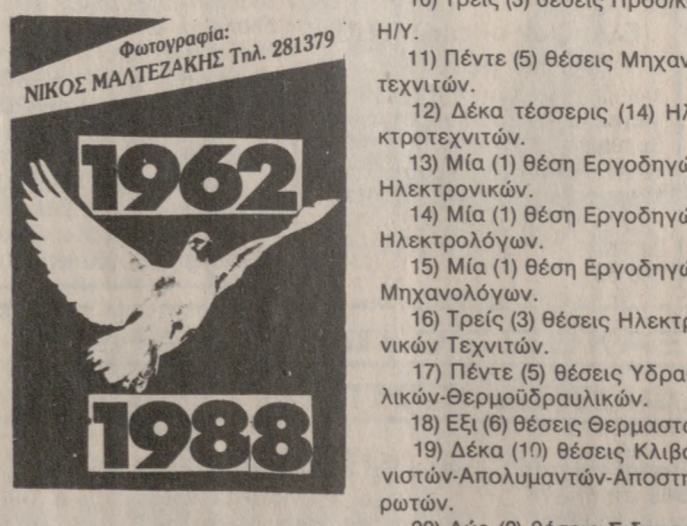 Φωτογραφία:
ΝΙΚΟΣ ΜΑΛΤΕΖΑΚΗΣ Τηλ. 281379
1962
1988
Η/Υ.
11) Πέντε (5) θέσεις Μηχαν
τεχνιτών.
12) Δέκα τέσσερις (14) Ηλ
κτροτεχνιτών.
13) Μία (1) θέση Εργοδηγώ
Ηλεκτρονικών.
14) Μία (1) θέση Εργοδηγώ
Ηλεκτρολόγων.
15) Μία (1) θέση Εργοδηγώ
Μηχανολόγων.
16) Τρείς (3) θέσεις Ηλεκτρ
νικών Τεχνιτών.
17) Πέντε (5) θέσεις Υδραυ
λικών-Θερμοϋδραυλικών.
18) Εξι (6) θέσεις Θερμαστώ
19) Δέκα (10) θέσεις Κλιβα
νιστών-Απολυμαντών-Αποστη
ρωτών.